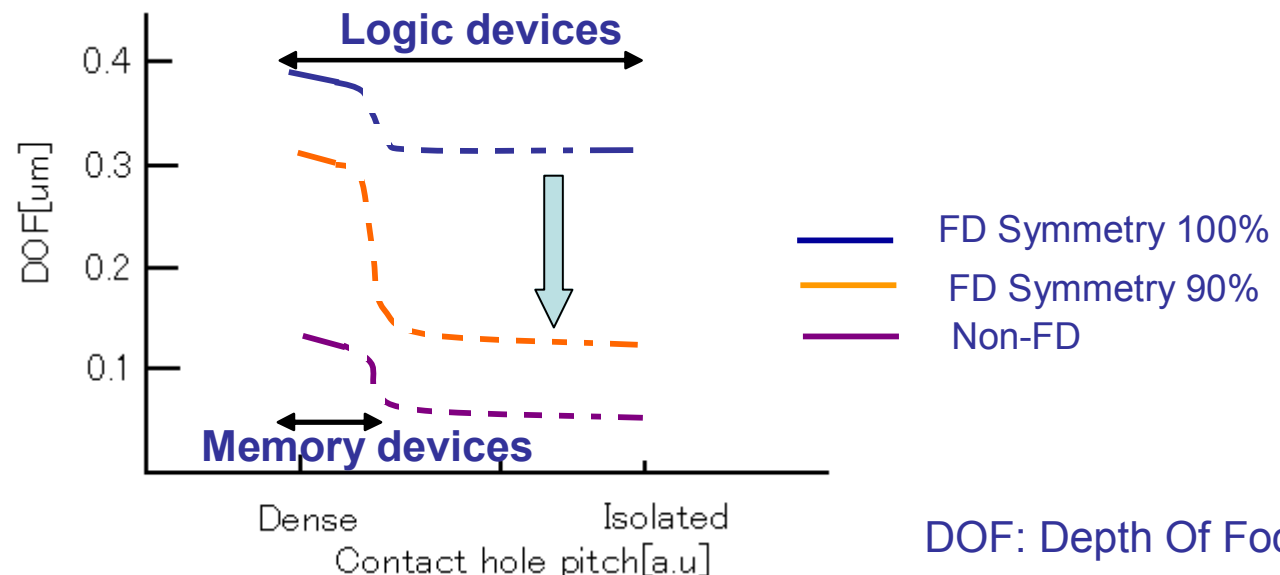 Logic devices
0.4
0.3
0.2
0.1
DOF[um]
FD Symmetry 100%
FD Symmetry 90%
Non-FD
Memory devices
Dense
Isolated
Contact hole pitch[a.u]
DOF: Depth Of Foc